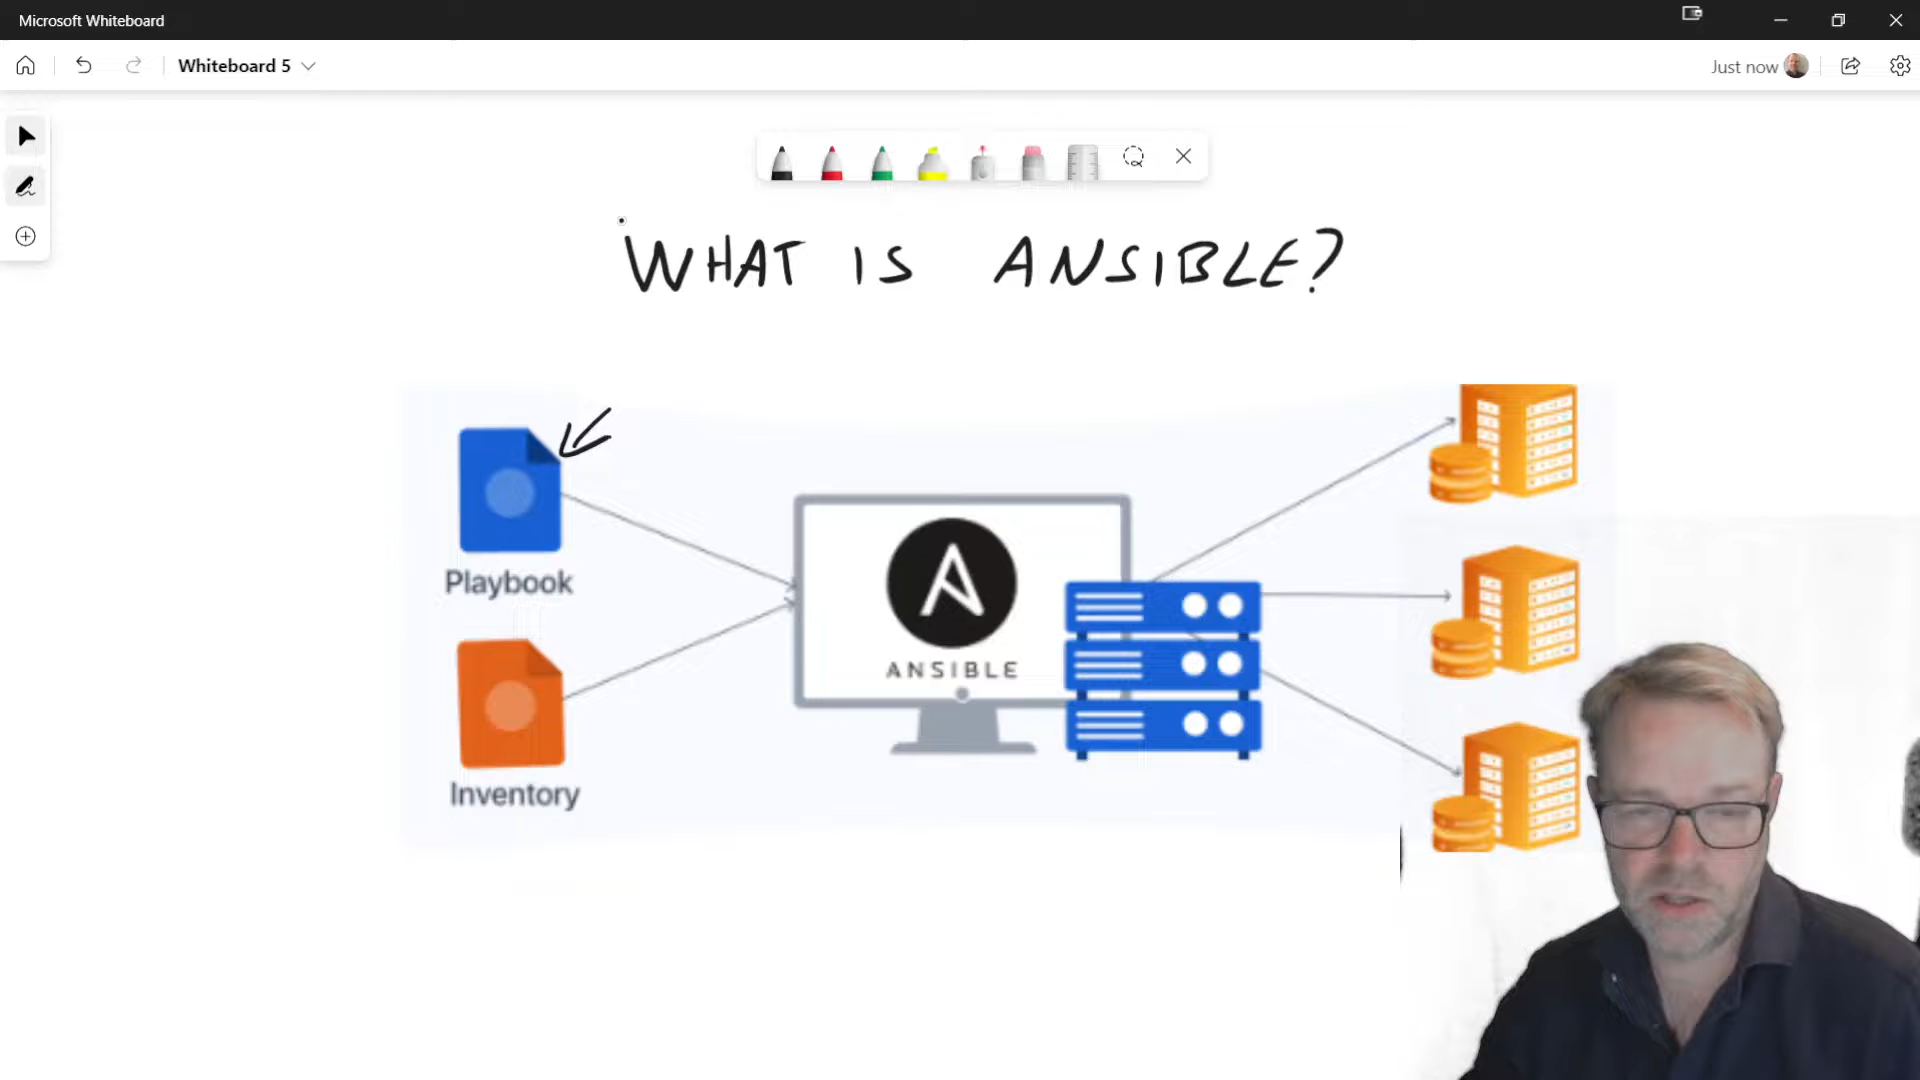 Microsoft Whiteboard
Whiteboard 5
Just now
WHAT IS ANSIBLE?
Playbook
ANSIBLE
Inventory